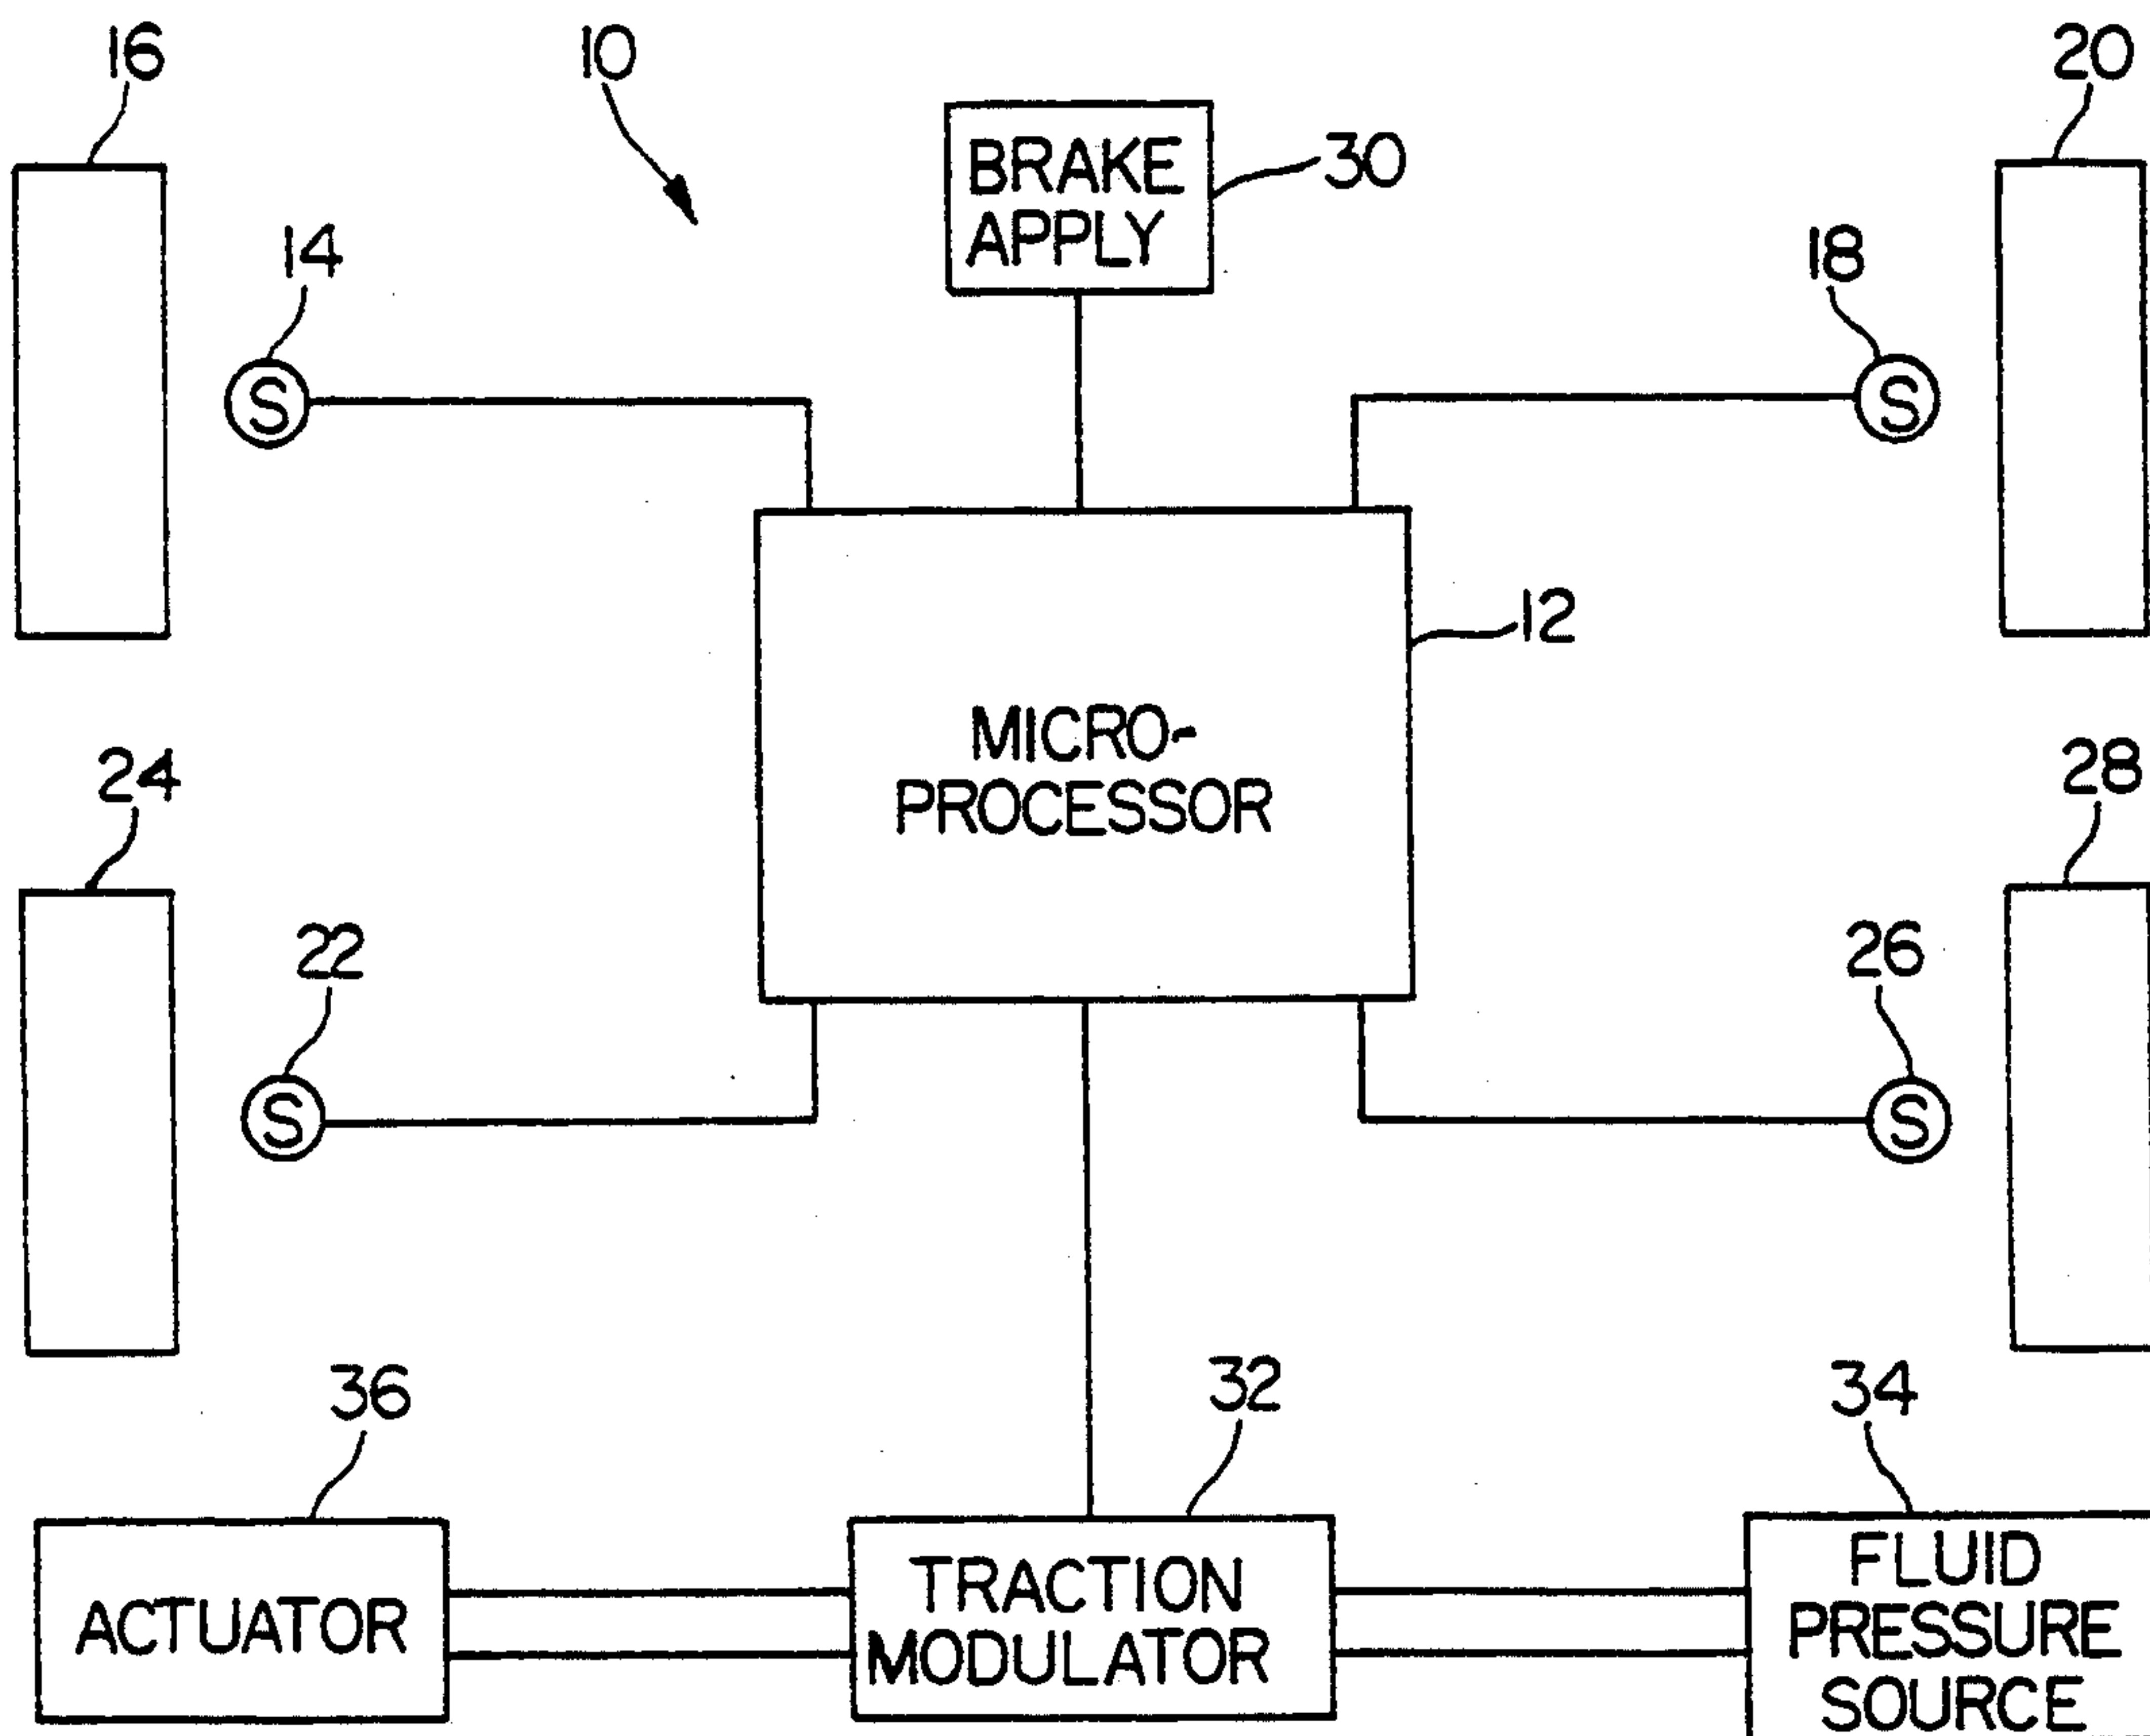 16
10
20
BRAKE
APPLY
30
14
18
S
S
12
MICRO-
PROCESSOR
24
28
22
26
S
S
36
32
34
ACTUATOR
TRACTION
MODULATOR
FLUID
PRESSURE
SOURCE